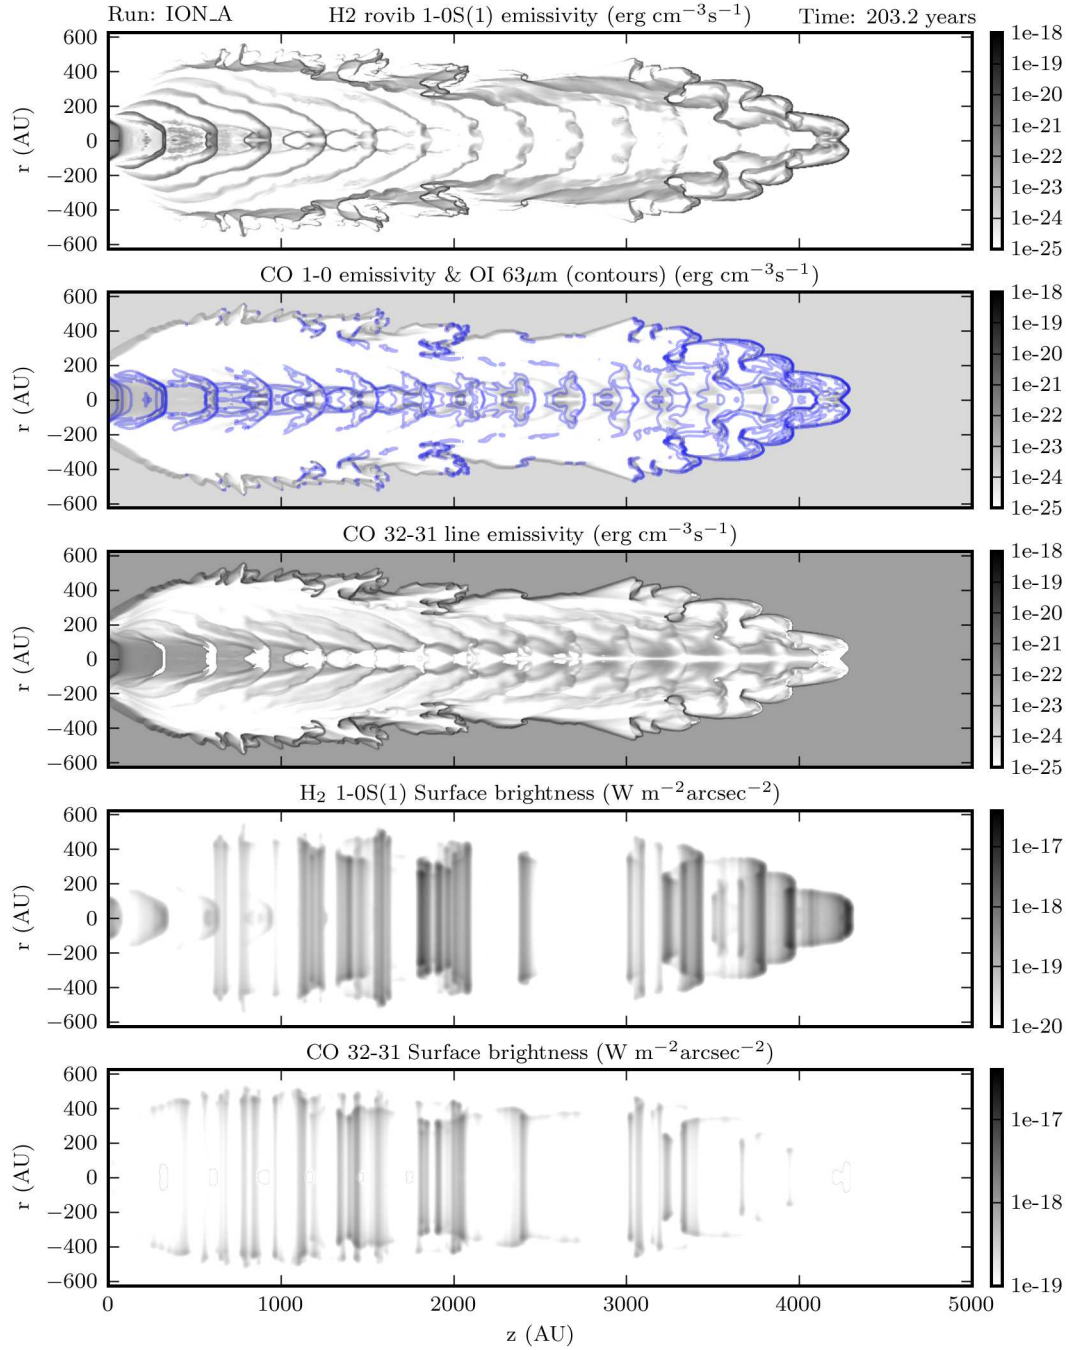 Run: ION_A H2 rovib 1-0S(1) emissivity (erg cm−3s−1) Time: 203.2 years
600
400
200
0
−200
−400
−600
r (AU)
1e-18
1e-19
1e-20
1e-21
1e-22
1e-23
1e-24
1e-25
CO 1-0 emissivity & OI 63μm (contours) (erg cm−3s−1)
600
400
200
0
−200
−400
−600
r (AU)
1e-18
1e-19
1e-20
1e-21
1e-22
1e-23
1e-24
1e-25
CO 32-31 line emissivity (erg cm−3s−1)
600
400
200
0
−200
−400
−600
r (AU)
1e-18
1e-19
1e-20
1e-21
1e-22
1e-23
1e-24
1e-25
H2 1-0S(1) Surface brightness (W m−2arcsec−2)
600
400
200
0
−200
−400
−600
r (AU)
1e-17
1e-18
1e-19
1e-20
CO 32-31 Surface brightness (W m−2arcsec−2)
600
400
200
0
−200
−400
−600
r (AU)
1e-17
1e-18
1e-19
0 1000 2000 3000 4000 5000
z (AU)